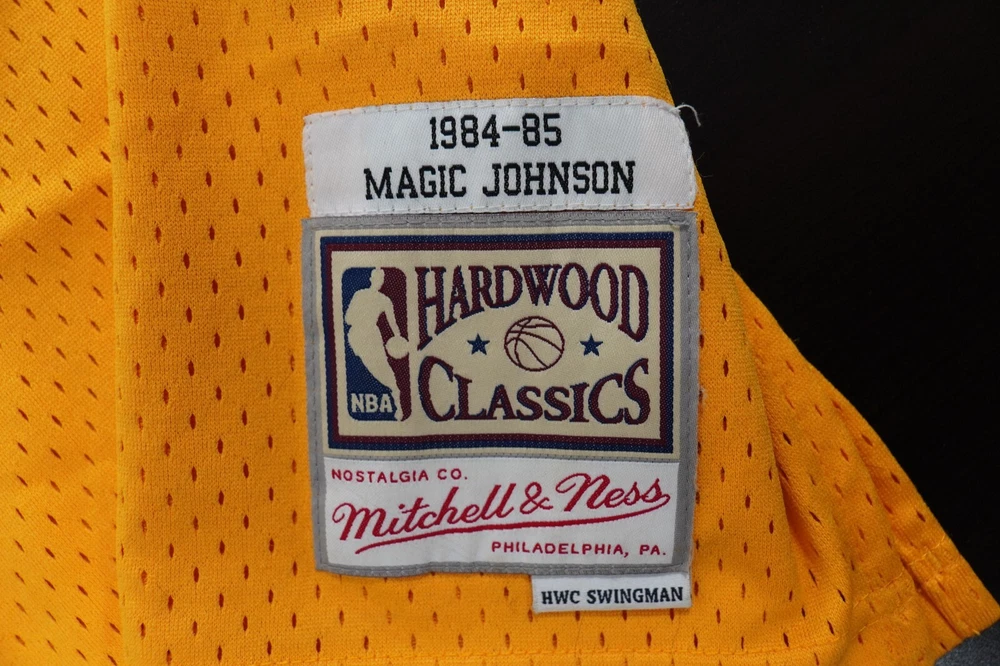 1984-85
MAGIC JOHNSON
HARDWOOD
CLASSICS
NBA
NOSTALGIA CO.
Mitchell & Ness
PHILADELPHIA, PA.
HWC SWINGMAN